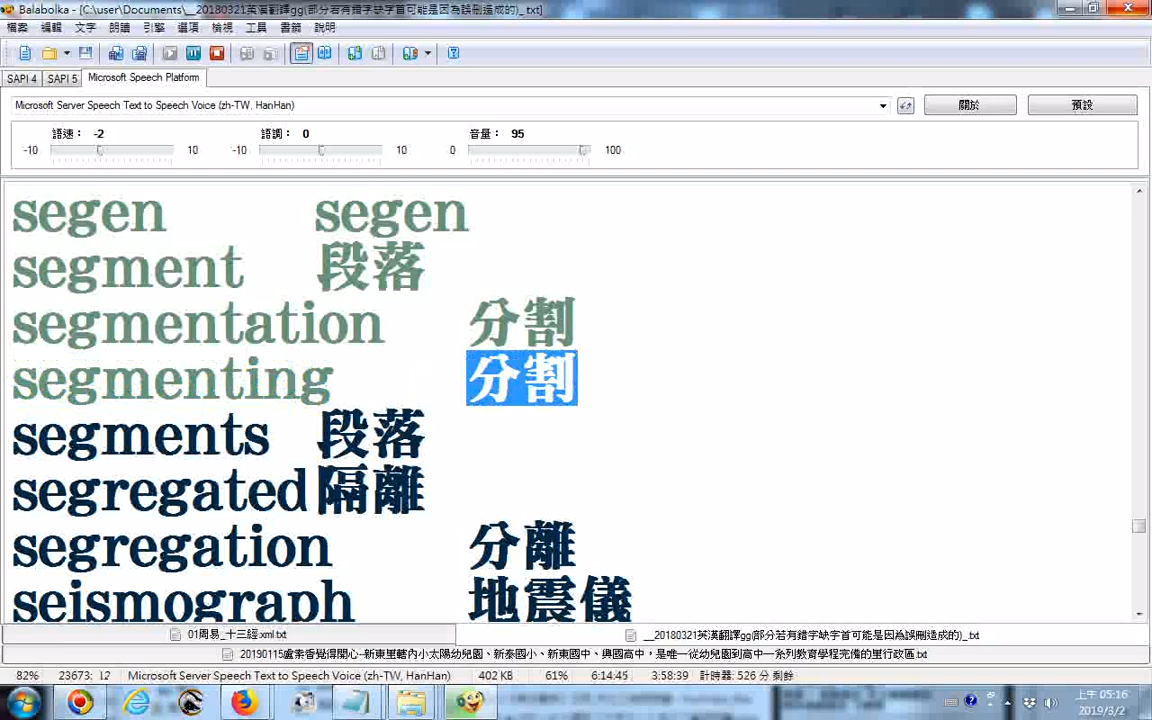 Balabolka - [C:\user\Documents\__20180321英漢翻譯gg(部分若有錯字缺字首可能是因為誤刪造成的)_txt]
檔案 編輯 文字 朗讀 引擎 選項 檢視 工具 書籤 說明
SAPI 4 SAPI 5 Microsoft Speech Platform
Microsoft Server Speech Text to Speech Voice (zh-TW, HanHan) 關於 預設
語速： -2 語調： 0 音量： 95
-10 10 -10 10 0 100
segen segen
segment 段落
segmentation 分割
segmenting 分割
segments 段落
segregated 隔離
segregation 分離
seismograph 地震儀
01周易_十三經.xml.txt __20180321英漢翻譯gg(部分若有錯字缺字首可能是因為誤刪造成的)_.txt
20190115盧素香覺得開心--新東里轄內小太陽幼兒園、新泰國小、新東國中、興國高中，是唯一從幼兒園到高中一系列教育學程完備的里行政區.txt
82% 23673: 12 Microsoft Server Speech Text to Speech Voice (zh-TW, HanHan) 402 KB 61% 6:14:45 3:58:39 計時器： 526 分 剩餘
上午 05:16
2019/3/2